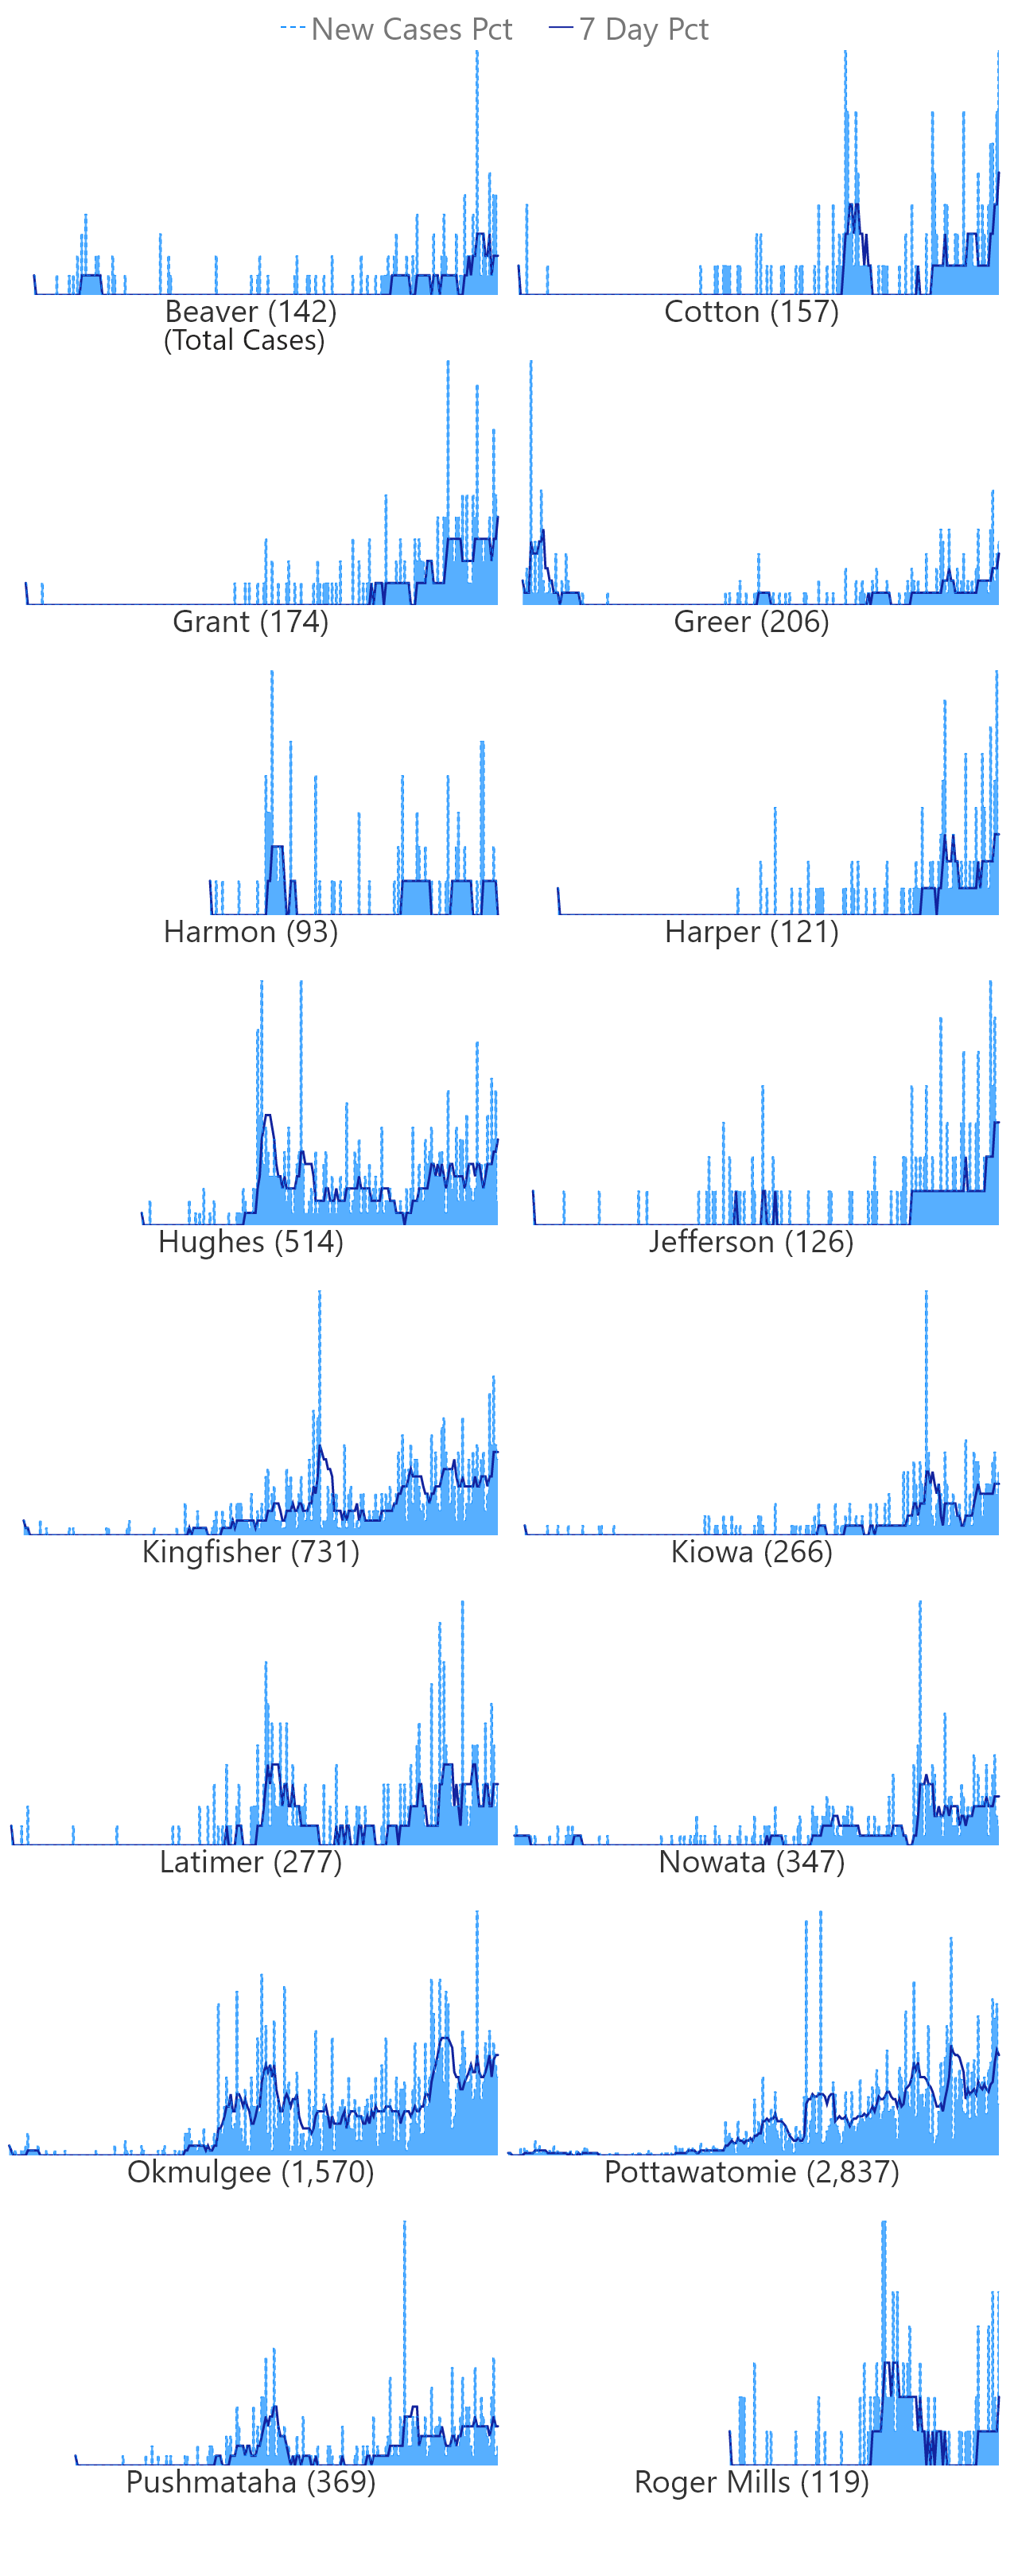 New Cases Pct 7 Day Pct
Beaver (142) Cotton (157)
(Total Cases)
Grant (174) Greer (206)
Harmon (93) Harper (121)
Hughes (514) Jefferson (126)
Kingfisher (731) Kiowa (266)
Latimer (277) Nowata (347)
Okmulgee (1,570) Pottawatomie (2,837)
Pushmataha (369) Roger Mills (119)